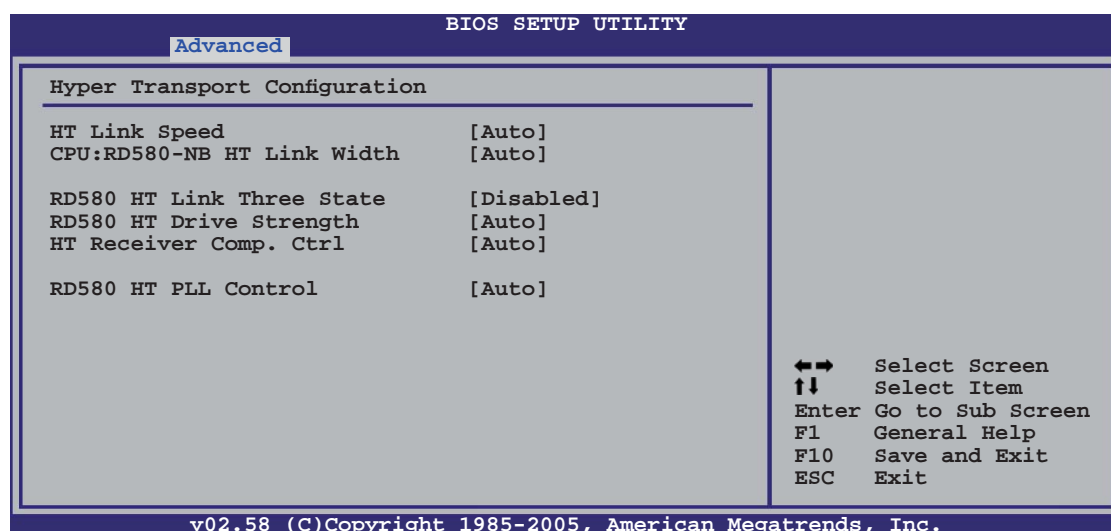 BIOS SETUP UTILITY
Advanced
Hyper Transport Configuration
HT Link Speed [Auto]
CPU:RD580-NB HT Link Width [Auto]
RD580 HT Link Three State [Disabled]
RD580 HT Drive Strength [Auto]
HT Receiver Comp. Ctrl [Auto]
RD580 HT PLL Control [Auto]
←→ Select Screen
↑↓ Select Item
Enter Go to Sub Screen
F1 General Help
F10 Save and Exit
ESC Exit
v02.58 (C)Copyright 1985-2005, American Megatrends, Inc.